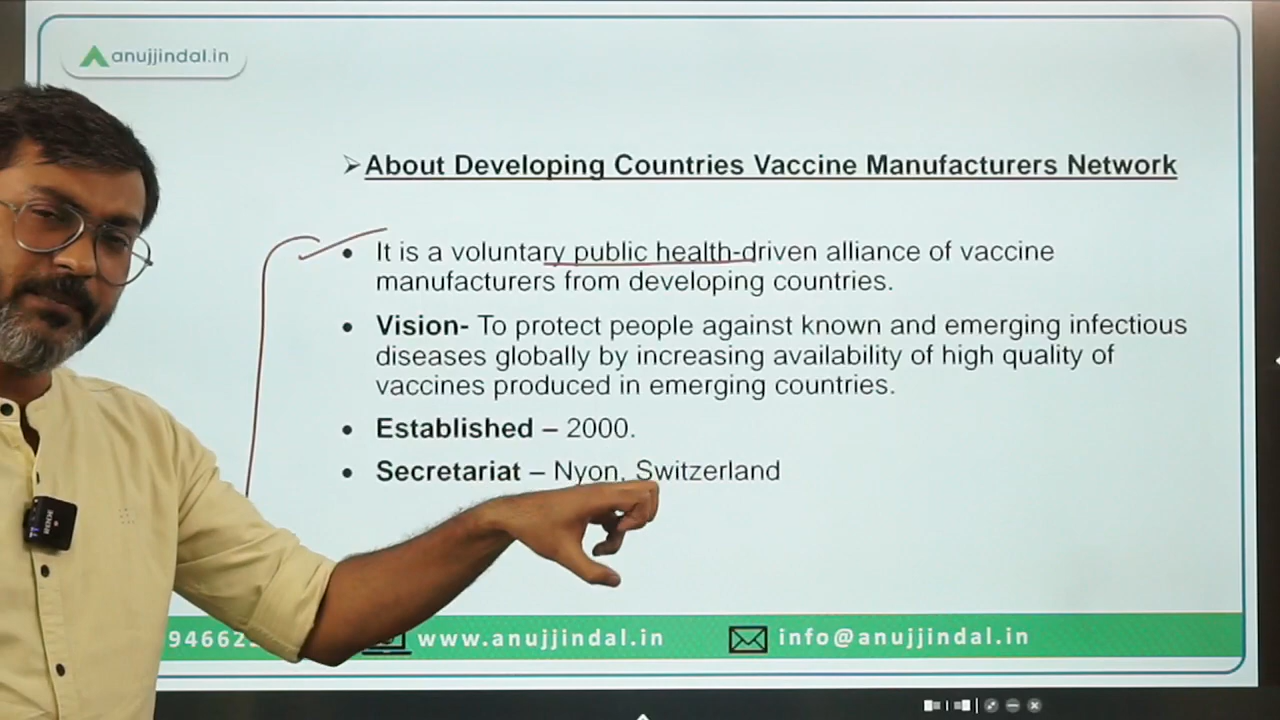 anujjindal.in
➢About Developing Countries Vaccine Manufacturers Network
• It is a voluntary public health-driven alliance of vaccine
manufacturers from developing countries.
• Vision- To protect people against known and emerging infectious
diseases globally by increasing availability of high quality of
vaccines produced in emerging countries.
• Established – 2000.
• Secretariat – Nyon, Switzerland
94662
www.anujjindal.in
info@anujjindal.in
RODE